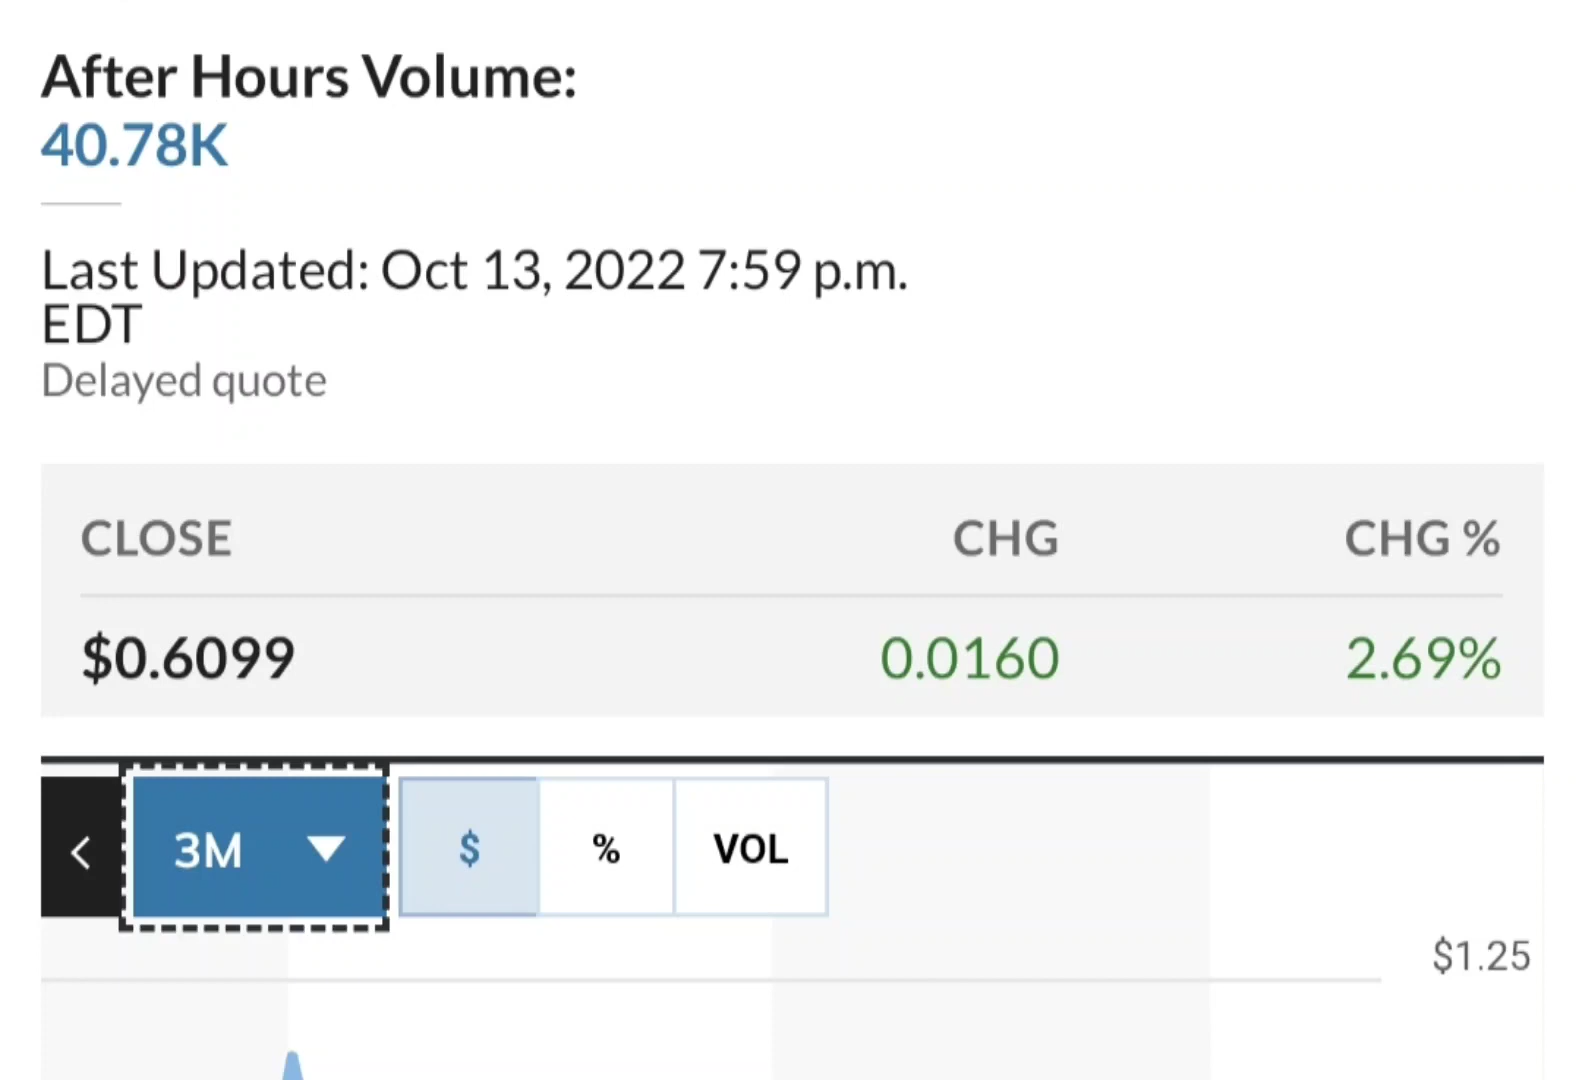 After Hours Volume:
40.78K
Last Updated: Oct 13, 2022 7:59 p.m.
EDT
Delayed quote
CLOSE CHG CHG %
$0.6099 0.0160 2.69%
3M $ % VOL
$1.25